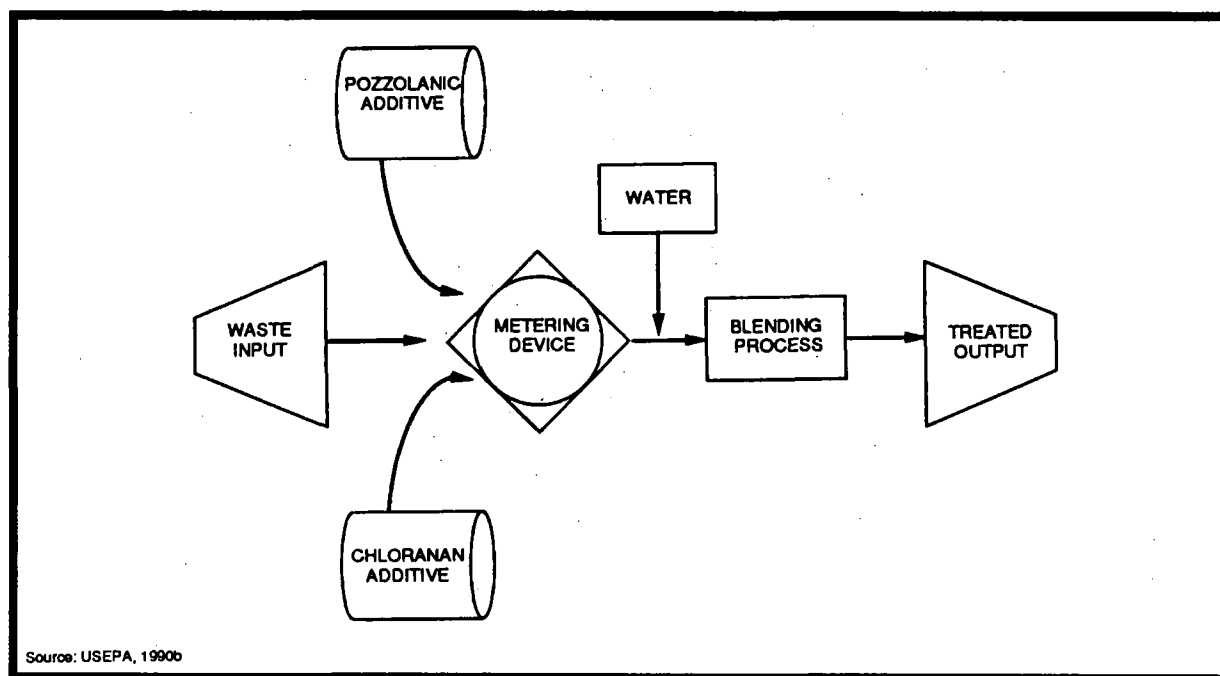 POZZOLANIC
ADDITIVE
WATER
WASTE
INPUT
METERING
DEVICE
BLENDING
PROCESS
TREATED
OUTPUT
CHLORANAN
ADDITIVE
Source: USEPA, 1990b